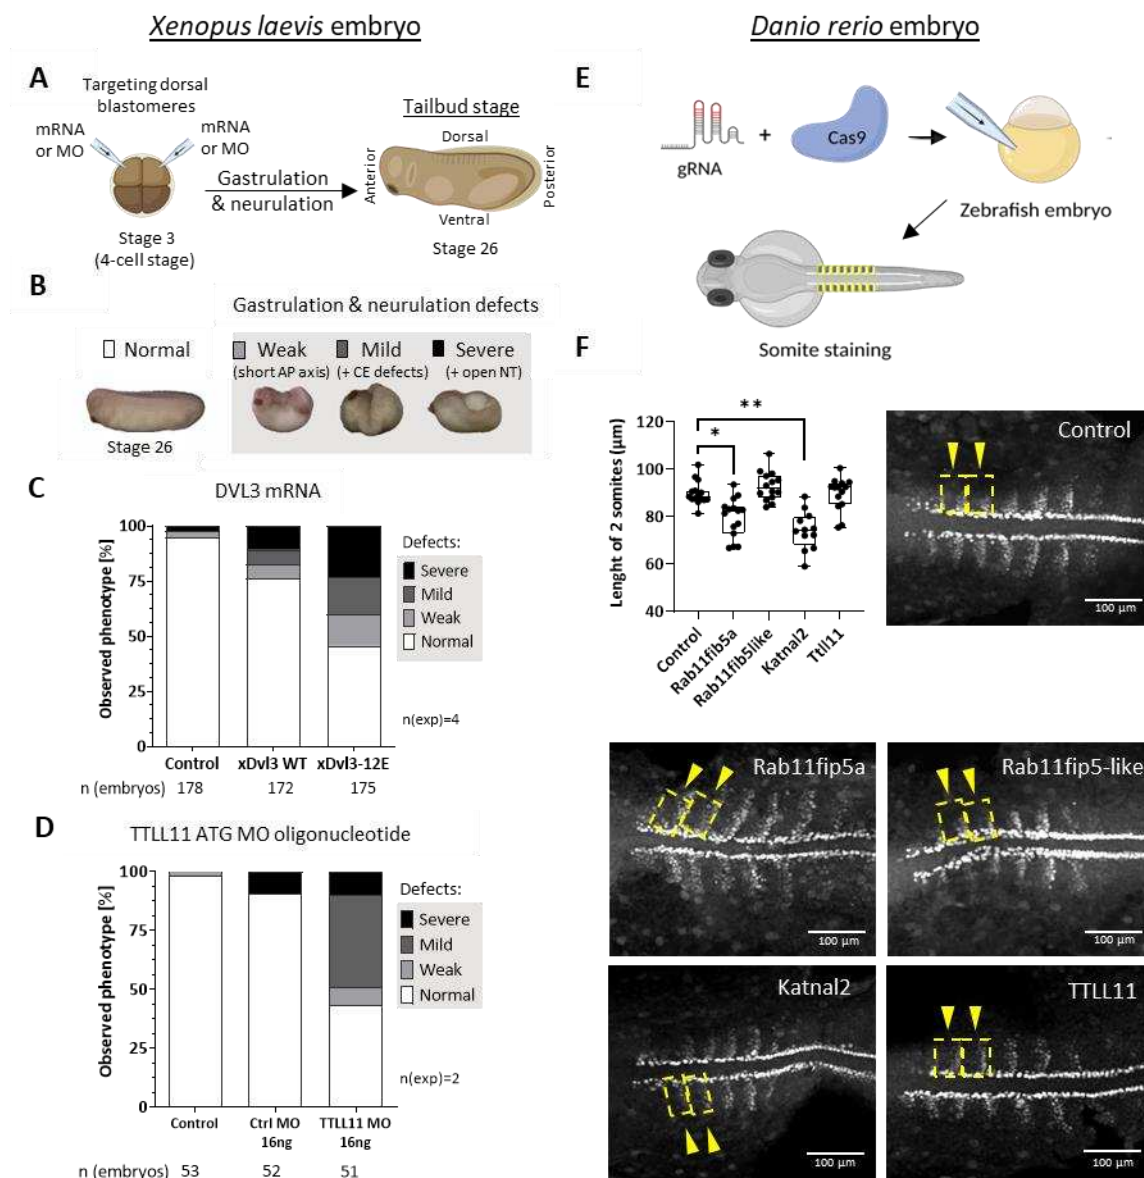 Xenopus laevis embryo
A
Targeting dorsal
blastomeres
mRNA
or MO
mRNA
or MO
Stage 3
(4-cell stage)
Gastrulation
& neurulation
Tailbud stage
Dorsal
Anterior
Posterior
Ventral
Stage 26
B
Gastrulation & neurulation defects
Normal
Weak
(short AP axis)
Mild
(+ CE defects)
Severe
(+ open NT)
Stage 26
C
DVL3 mRNA
Observed phenotype [%]
100
75
50
25
0
Control
xDvl3 WT
xDvl3-12E
n (embryos)
178
172
175
Defects:
Severe
Mild
Weak
Normal
n(exp)=4
D
TTLL11 ATG MO oligonucleotide
Observed phenotype [%]
100
75
50
25
0
Control
Ctrl MO
16ng
TTLL11 MO
16ng
n (embryos)
53
52
51
Defects:
Severe
Mild
Weak
Normal
n(exp)=2
Danio rerio embryo
E
gRNA
+
Cas9
Zebrafish embryo
Somite staining
F
Lenght of 2 somites (µm)
120
100
80
60
40
*
**
Control
Rab11fib5a
Rab11fib5like
Katnal2
Ttll11
Control
100 µm
Rab11fip5a
100 µm
Rab11fip5-like
100 µm
Katnal2
100 µm
TTLL11
100 µm